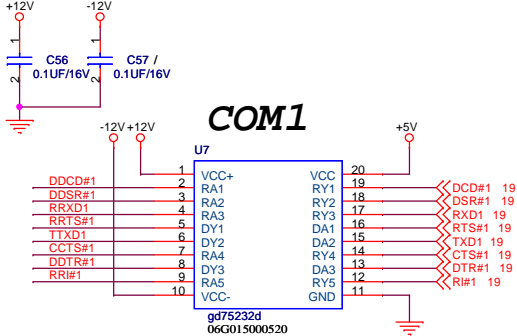 +12V -12V
1 1
C56 C57 /
0.1UF/16V 0.1UF/16V
2 2
COM1
-12V +12V +5V
U7
1 VCC+ VCC 20
DDCD#1 2 RA1 RY1 19 DCD#1 19
DDSR#1 3 RA2 RY2 18 DSR#1 19
RRXD1 4 RA3 RY3 17 RXD1 19
RRTS#1 5 DY1 DA1 16 RTS#1 19
TTXD1 6 DY2 DA2 15 TXD1 19
CCTS#1 7 RA4 RY4 14 CTS#1 19
DDTR#1 8 DY3 DA3 13 DTR#1 19
RRI#1 9 RA5 RY5 12 RI#1 19
10 VCC- GND 11
gd75232d
06G015000520